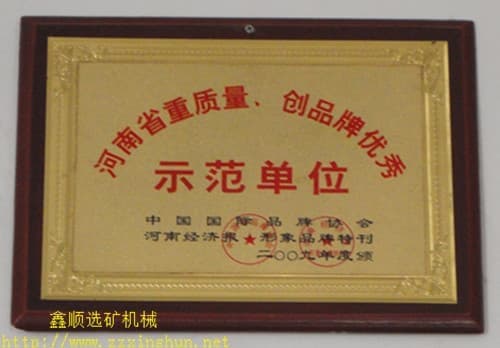 河南省重质量、创品牌优秀
示范单位
中国国际品牌协会
河南经济报·形象品牌特刊
二〇〇九年度颁
鑫顺选矿机械
http://www.zzxinshun.net